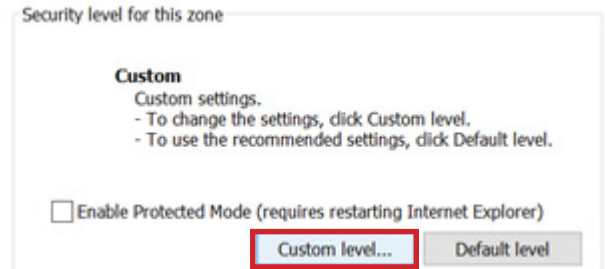 Security level for this zone
Custom
Custom settings.
- To change the settings, click Custom level.
- To use the recommended settings, click Default level.
Enable Protected Mode (requires restarting Internet Explorer)
Custom level... Default level